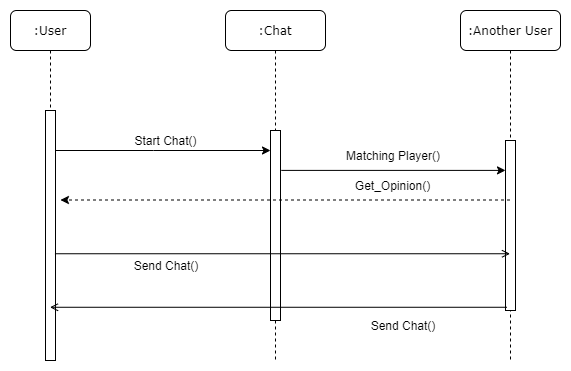 :User
:Chat
:Another User
Start Chat()
Matching Player()
Get_Opinion()
Send Chat()
Send Chat()